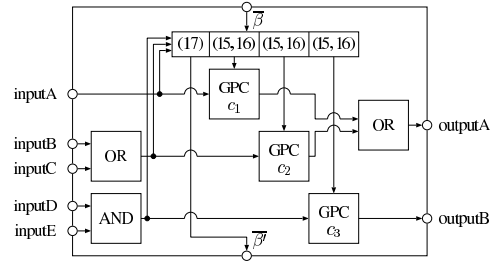 β̅
(17) (15, 16) (15, 16) (15, 16)
inputA
GPC
c₁
OR
outputA
inputB
inputC
OR
GPC
c₂
inputD
inputE
AND
GPC
c₃
outputB
β̅′